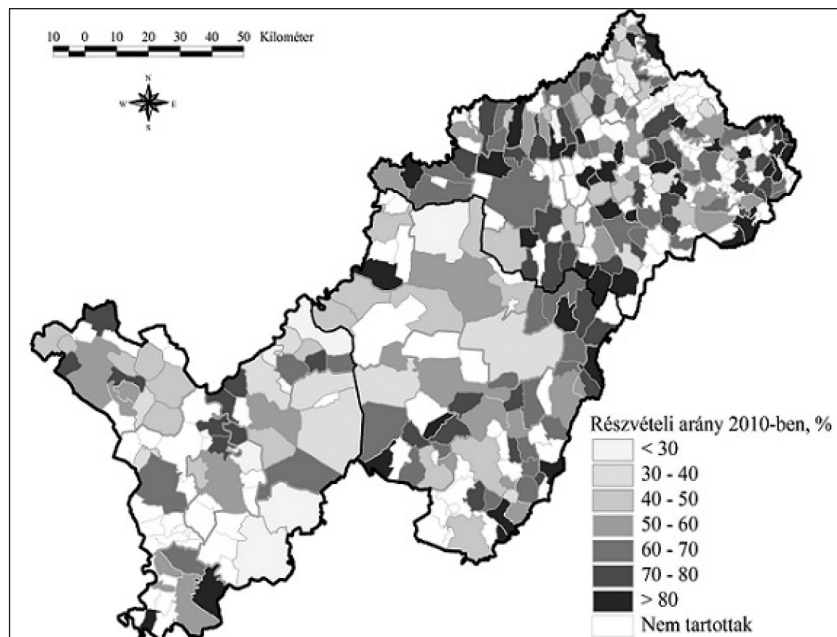 10 0 10 20 30 40 50 Kilométer
N
W E
S
Részvételi arány 2010-ben, %
< 30
30 - 40
40 - 50
50 - 60
60 - 70
70 - 80
> 80
Nem tartottak